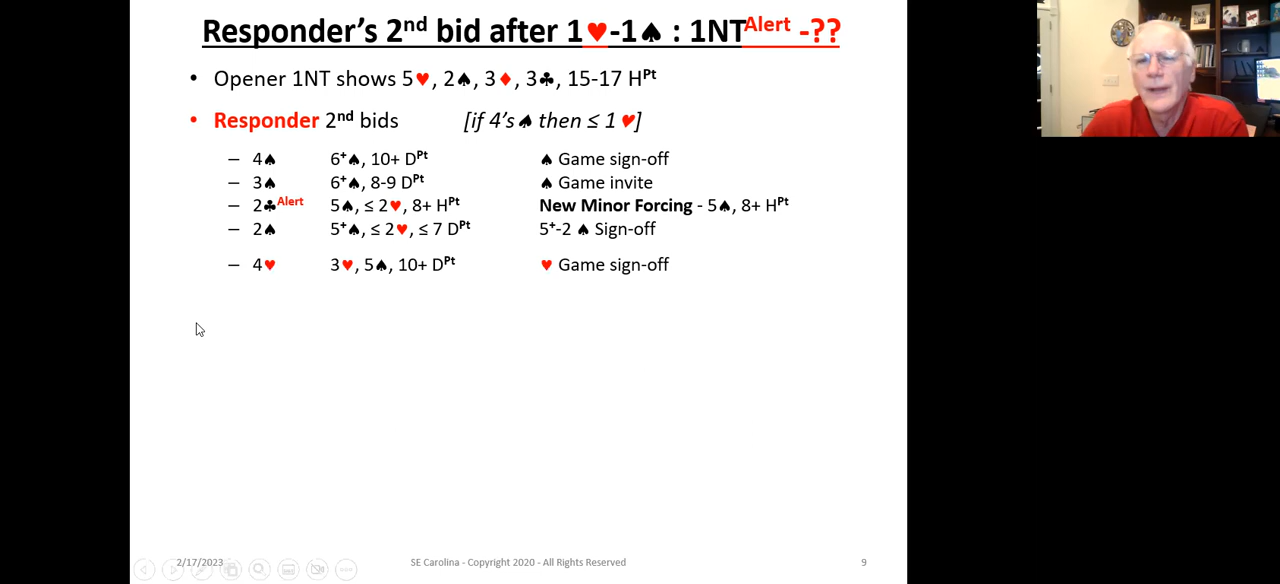 Responder's 2nd bid after 1♥-1♠ : 1NTAlert -??
• Opener 1NT shows 5♥, 2♠, 3♦, 3♣, 15-17 HPt
• Responder 2nd bids [if 4's ♠ then ≤ 1 ♥]
– 4♠ 6+♠, 10+ DPt ♠ Game sign-off
– 3♠ 6+♠, 8-9 DPt ♠ Game invite
– 2♣Alert 5♠, ≤ 2♥, 8+ HPt New Minor Forcing - 5♠, 8+ HPt
– 2♠ 5+♠, ≤ 2♥, ≤ 7 DPt 5+-2 ♠ Sign-off
– 4♥ 3♥, 5♠, 10+ DPt ♥ Game sign-off
2/17/2023 SE Carolina - Copyright 2020 - All Rights Reserved 9